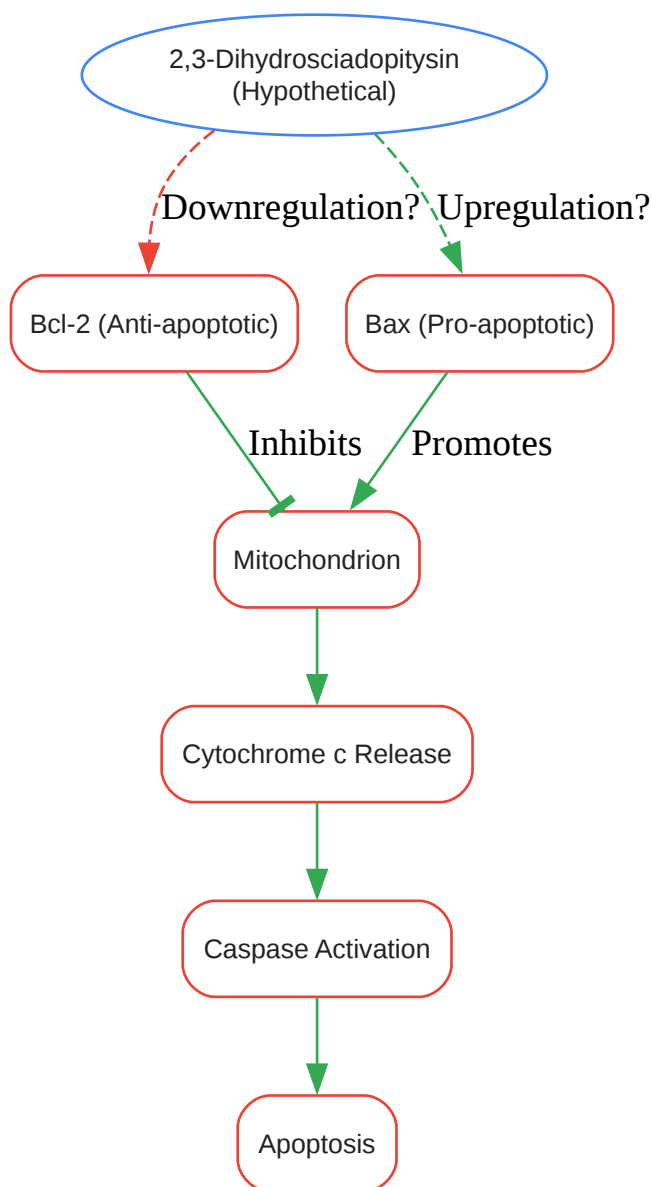 2,3-Dihydrosciadopitysin
(Hypothetical)
Downregulation?
Upregulation?
Bcl-2 (Anti-apoptotic)
Bax (Pro-apoptotic)
Inhibits
Promotes
Mitochondrion
Cytochrome c Release
Caspase Activation
Apoptosis